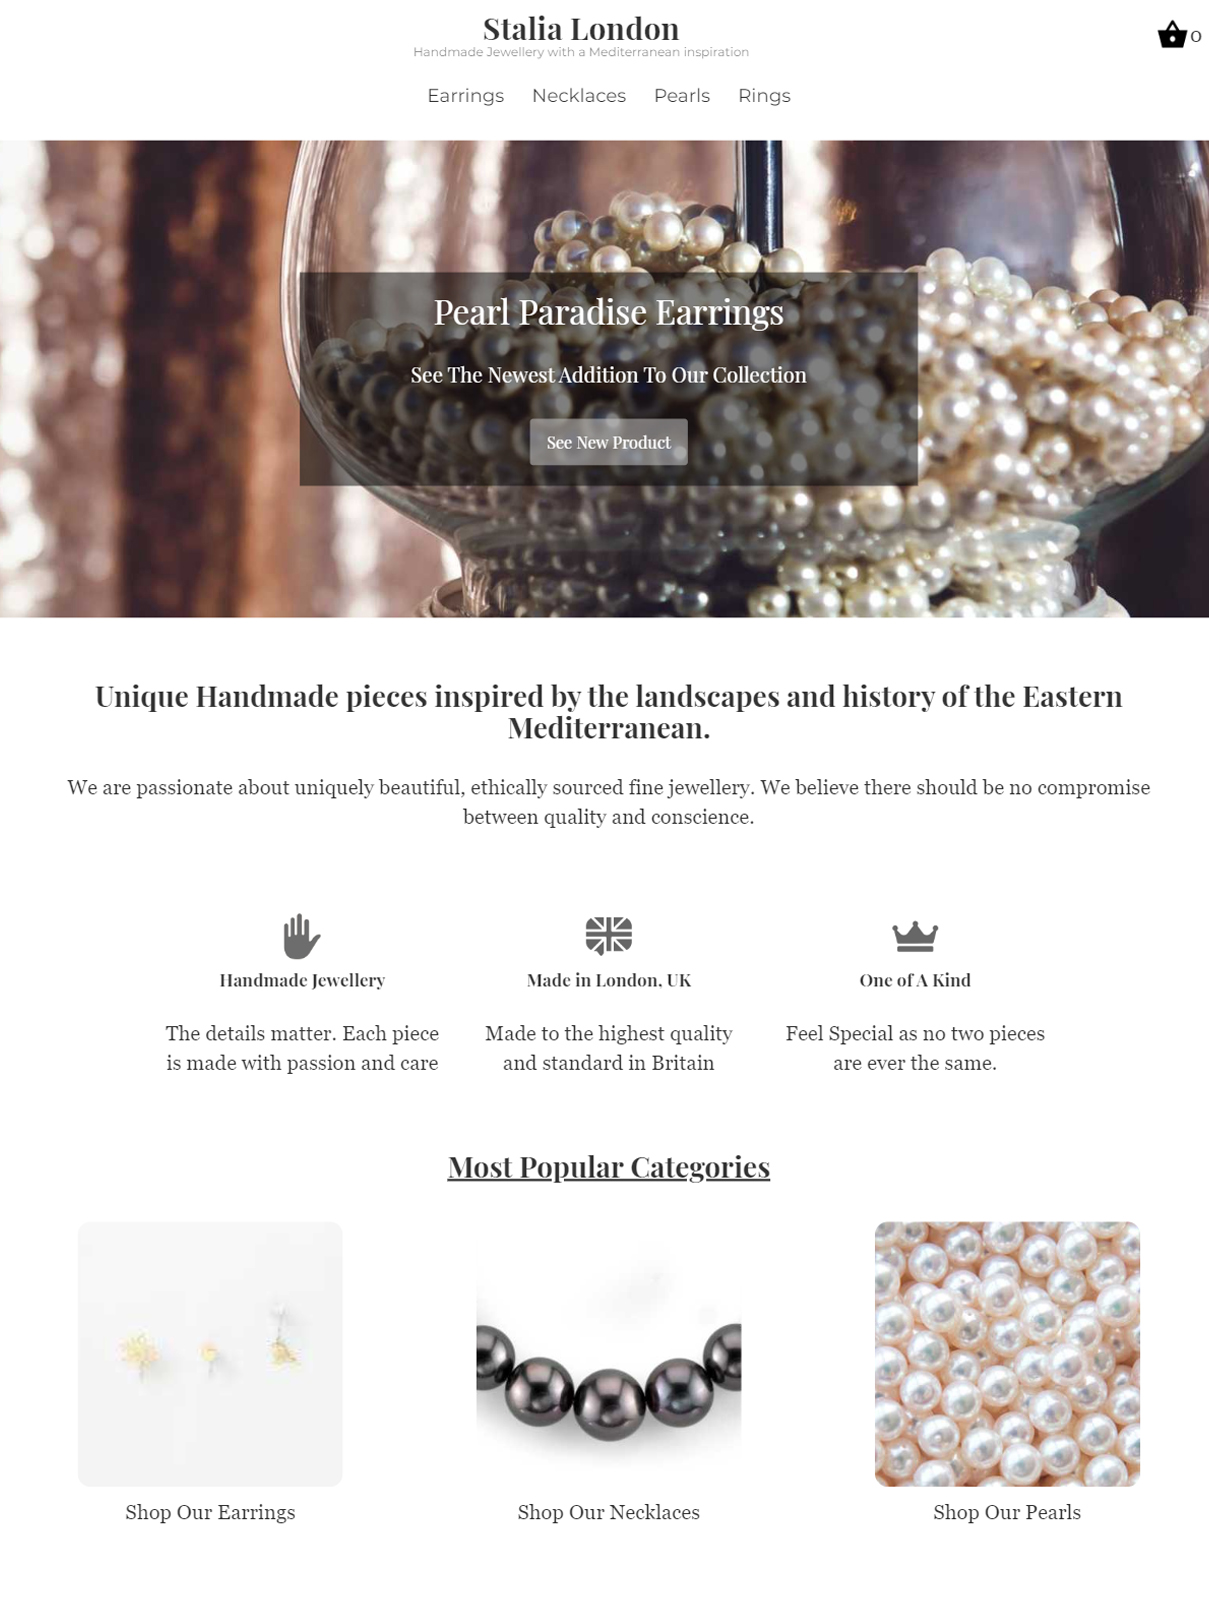 Stalia London
Handmade Jewellery with a Mediterranean inspiration
0
Earrings Necklaces Pearls Rings
Pearl Paradise Earrings
See The Newest Addition To Our Collection
See New Product
Unique Handmade pieces inspired by the landscapes and history of the Eastern
Mediterranean.
We are passionate about uniquely beautiful, ethically sourced fine jewellery. We believe there should be no compromise
between quality and conscience.
Handmade Jewellery
The details matter. Each piece
is made with passion and care
Made in London, UK
Made to the highest quality
and standard in Britain
One of A Kind
Feel Special as no two pieces
are ever the same.
Most Popular Categories
Shop Our Earrings
Shop Our Necklaces
Shop Our Pearls